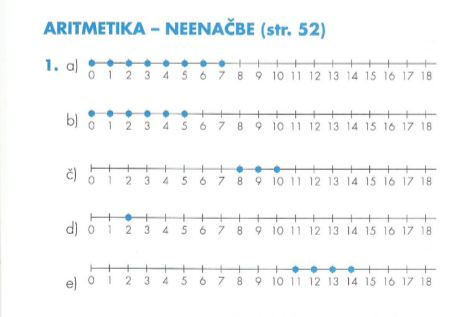 ARITMETIKA – NEENAČBE (str. 52)
1. a) 0 1 2 3 4 5 6 7 8 9 10 11 12 13 14 15 16 17 18
b) 0 1 2 3 4 5 6 7 8 9 10 11 12 13 14 15 16 17 18
č) 0 1 2 3 4 5 6 7 8 9 10 11 12 13 14 15 16 17 18
d) 0 1 2 3 4 5 6 7 8 9 10 11 12 13 14 15 16 17 18
e) 0 1 2 3 4 5 6 7 8 9 10 11 12 13 14 15 16 17 18